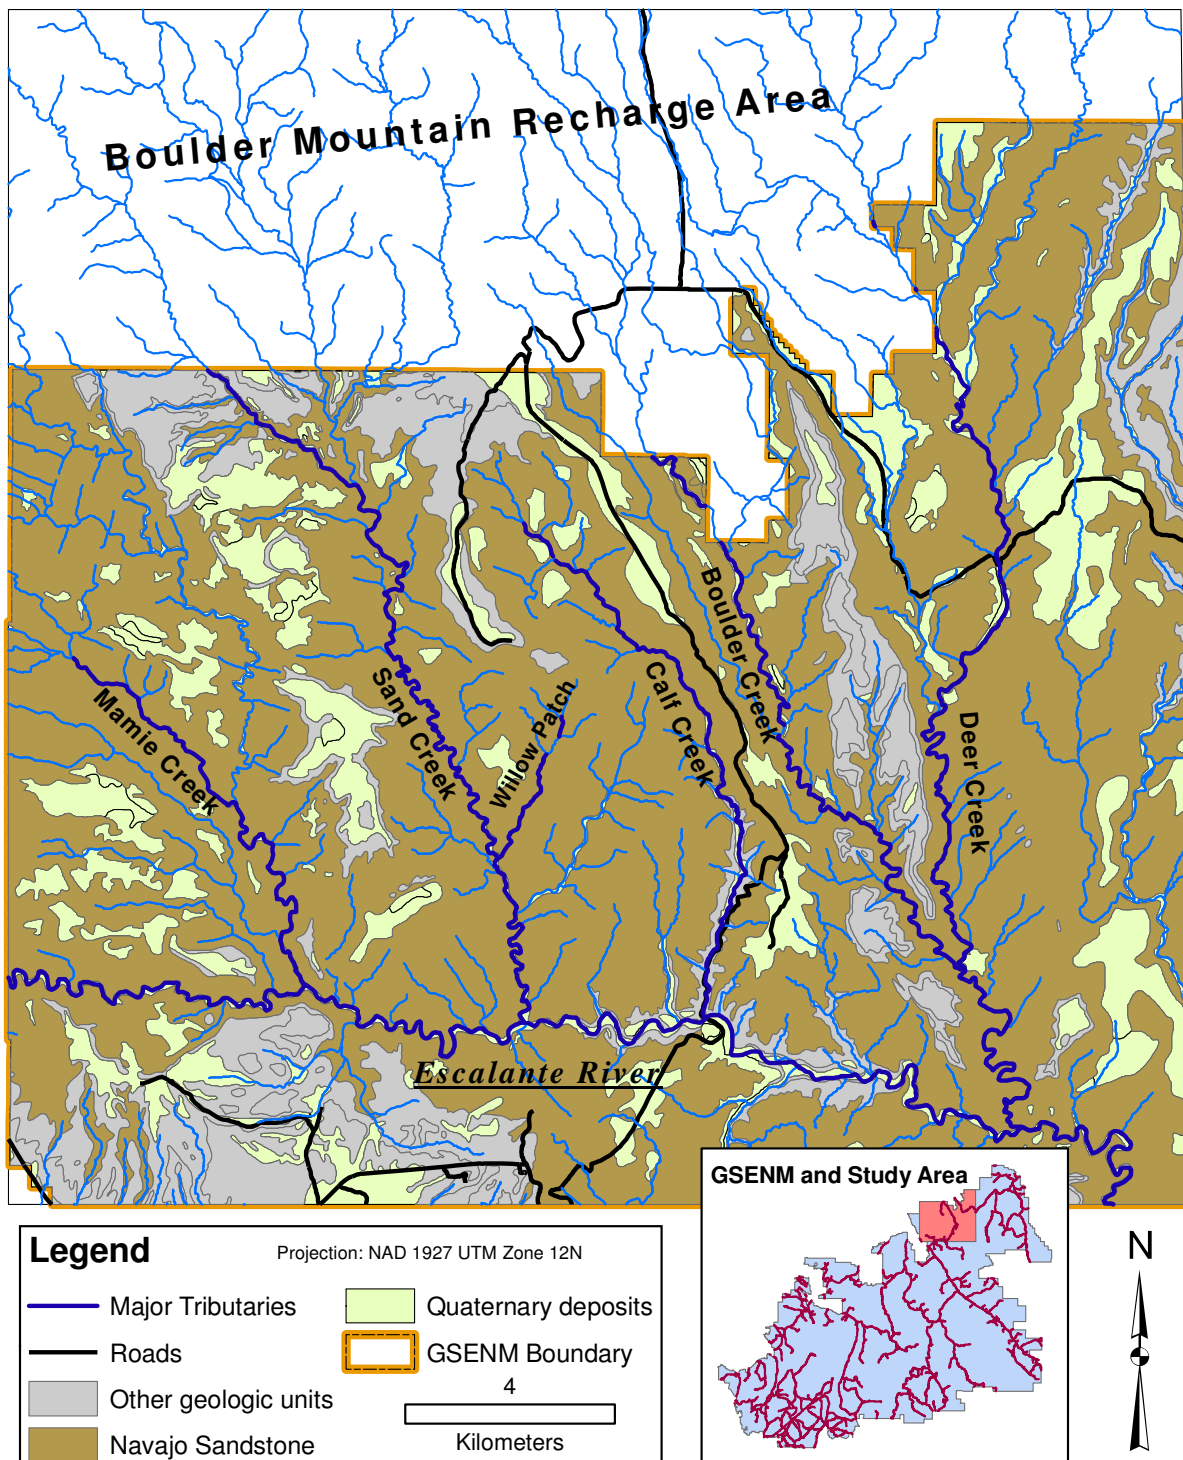 Boulder Mountain Recharge Area
Boulder Creek
Calf Creek
Sand Creek
Willow Patch
Mamie Creek
Deer Creek
Escalante River
GSENM and Study Area
N
Legend
Projection: NAD 1927 UTM Zone 12N
Major Tributaries
Roads
Other geologic units
Navajo Sandstone
Quaternary deposits
GSENM Boundary
4
Kilometers